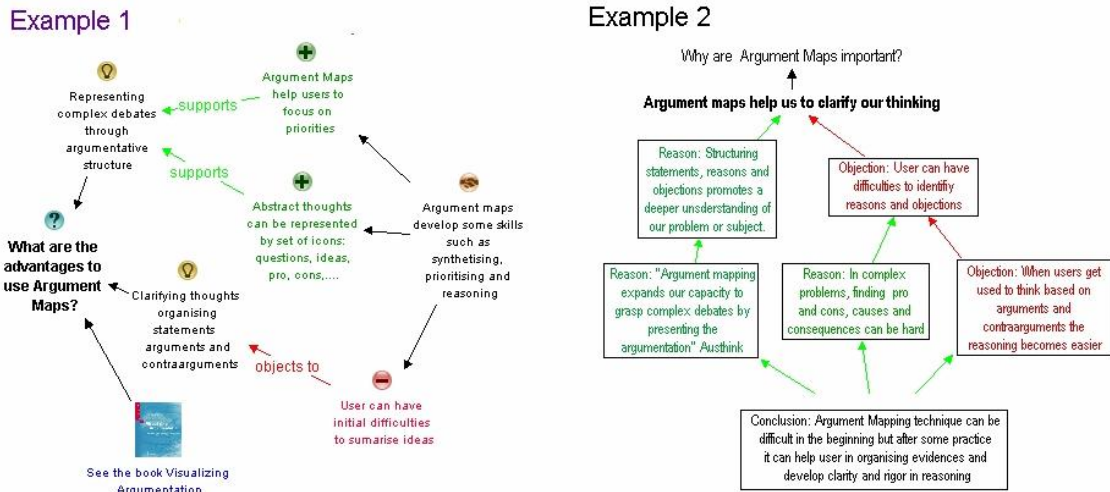 Example 1
Representing
complex debates
through
argumentative
structure
supports
Argument Maps
help users to
focus on
priorities
supports
Abstract thoughts
can be represented
by set of icons:
questions, ideas,
pro, cons,....
Argument maps
develop some skills
such as
synthetising,
prioritising and
reasoning
What are the
advantages to
use Argument
Maps?
Clarifying thoughts
organising
statements
arguments and
contraarguments
objects to
User can have
initial difficulties
to sumarise ideas
See the book Visualizing
Argumentation
Example 2
Why are Argument Maps important?
Argument maps help us to clarify our thinking
Reason: Structuring
statements, reasons and
objections promotes a
deeper unsderstanding of
our problem or subject.
Objection: User can have
difficulties to identifiy
reasons and objections
Reason: "Argument mapping
expands our capacity to
grasp complex debates by
presenting the
argumentation" Austhink
Reason: In complex
problems, finding pro
and cons, causes and
consequences can be hard
Objection: When users get
used to think based on
arguments and
contraarguments the
reasoning becomes easier
Conclusion: Argument Mapping technique can be
difficult in the beginning but after some practice
it can help user in organising evidences and
develop clarity and rigor in reasoning